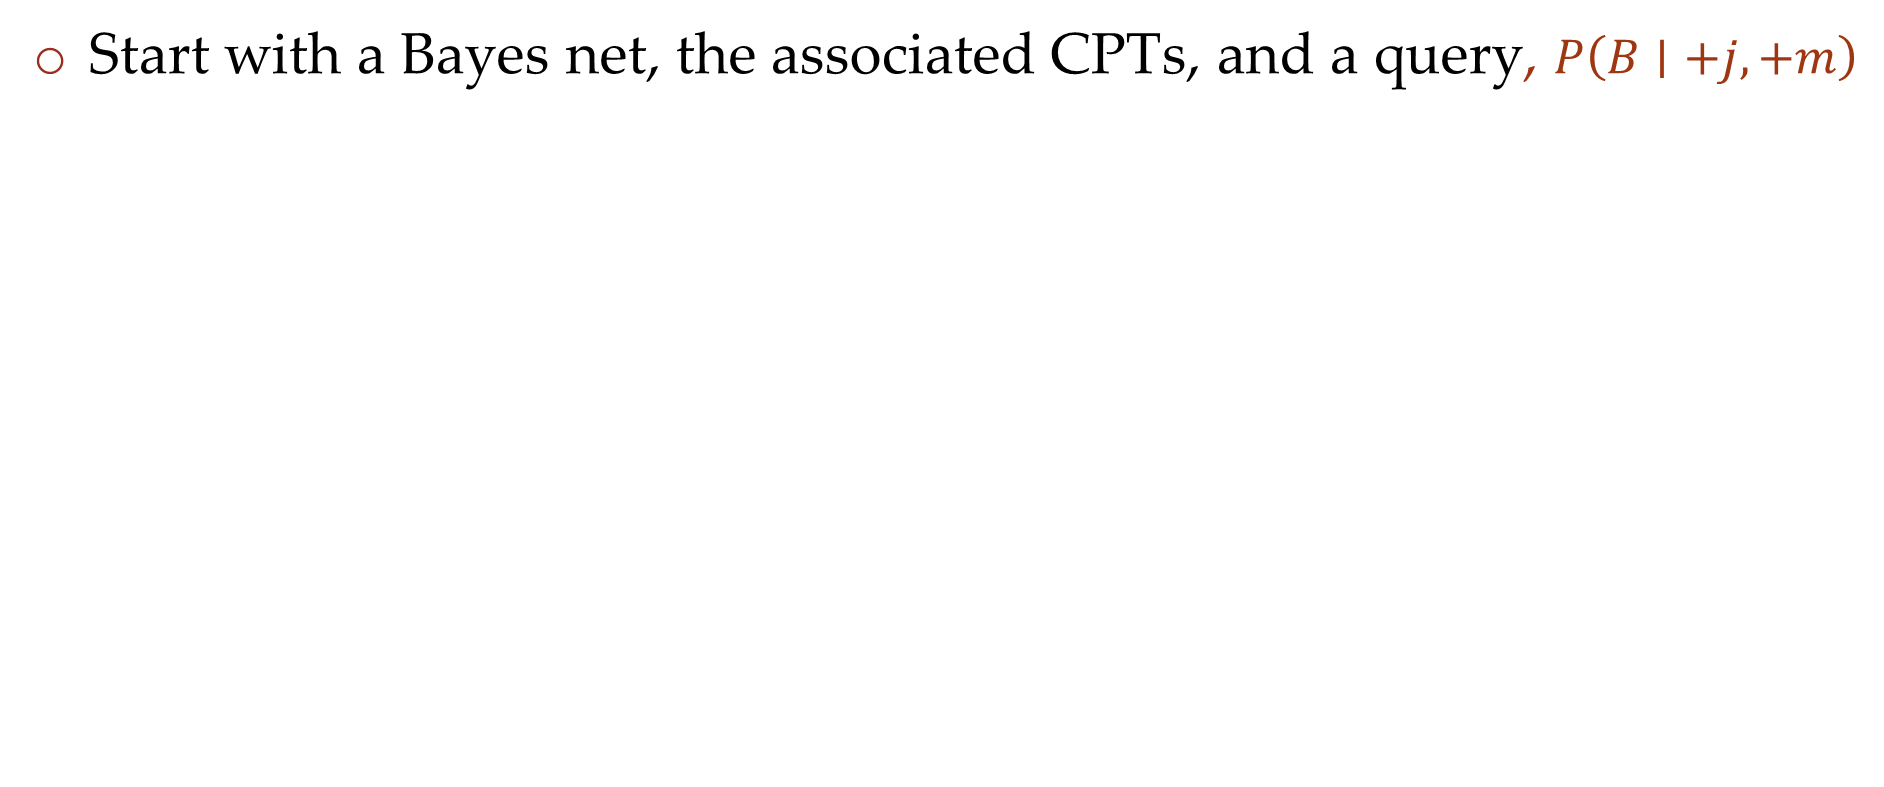 ○ Start with a Bayes net, the associated CPTs, and a query, P(B | +j, +m)